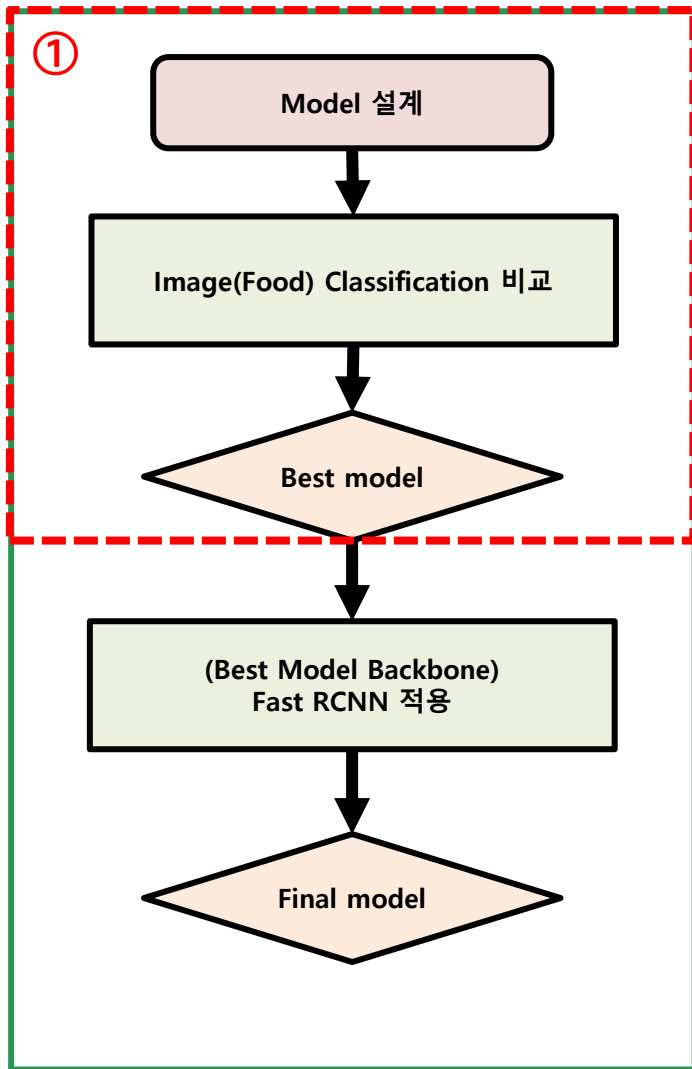 ①
Model 설계
Image(Food) Classification 비교
Best model
(Best Model Backbone)
Fast RCNN 적용
Final model